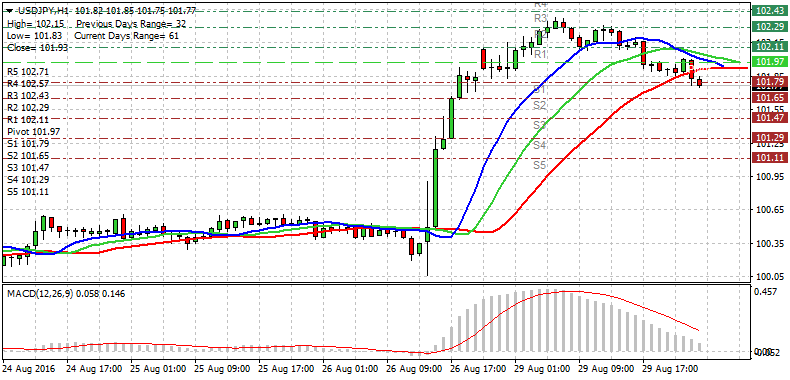 USDJPY,H1 101.82 101.85 101.75 101.77
High= 102.15 Previous Days Range= 32
Low= 101.83 Current Days Range= 61
Close= 101.93
R5 102.71
R4 102.57
R3 102.43
R2 102.29
R1 102.11
Pivot 101.97
S1 101.79
S2 101.65
S3 101.47
S4 101.29
S5 101.11
R4
R3
R1
S1
S2
S3
S4
S5
102.43
102.29
102.11
101.97
101.79
101.65
101.47
101.29
101.25
101.11
100.95
100.65
100.35
100.05
MACD(12,26,9) 0.058 0.146
0.457
24 Aug 2016
24 Aug 17:00
25 Aug 01:00
25 Aug 09:00
25 Aug 17:00
26 Aug 01:00
26 Aug 09:00
26 Aug 17:00
29 Aug 01:00
29 Aug 09:00
29 Aug 17:00